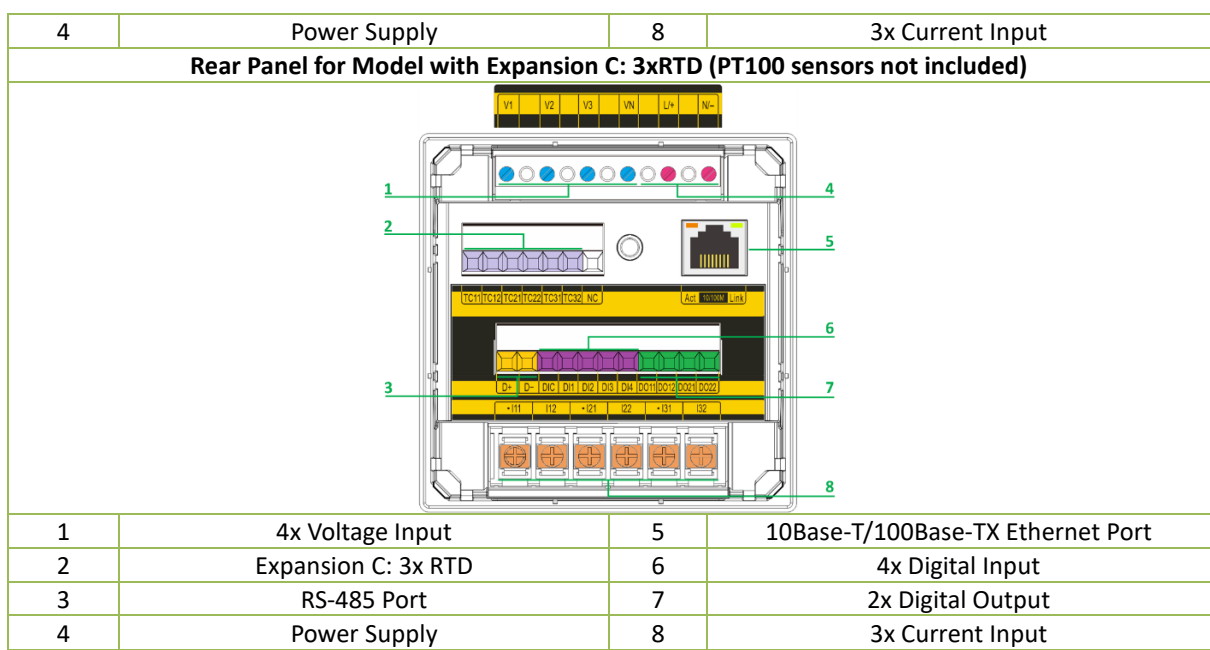 4 Power Supply 8 3x Current Input
Rear Panel for Model with Expansion C: 3xRTD (PT100 sensors not included)
V1 V2 V3 VN L/+ N/−
1 4
2 5
TC11 TC12 TC21 TC22 TC31 TC32 NC Act 10/100M Link
6
D+ D− DIC DI1 DI2 DI3 DI4 DO11 DO12 DO21 DO22
3 7
•I11 I12 •I21 I22 •I31 I32
8
1 4x Voltage Input 5 10Base-T/100Base-TX Ethernet Port
2 Expansion C: 3x RTD 6 4x Digital Input
3 RS-485 Port 7 2x Digital Output
4 Power Supply 8 3x Current Input